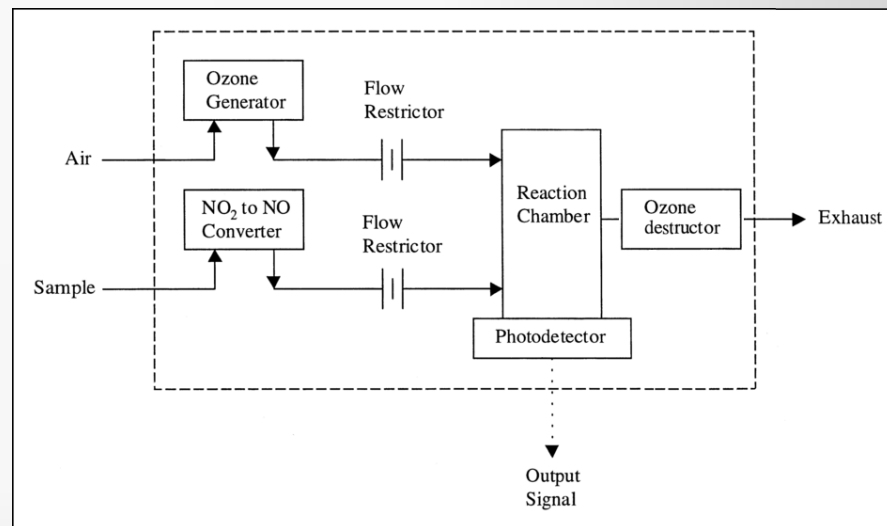 Ozone
Generator
Flow
Restrictor
Air
NO₂ to NO
Converter
Flow
Restrictor
Sample
Reaction
Chamber
Ozone
destructor
Exhaust
Photodetector
Output
Signal